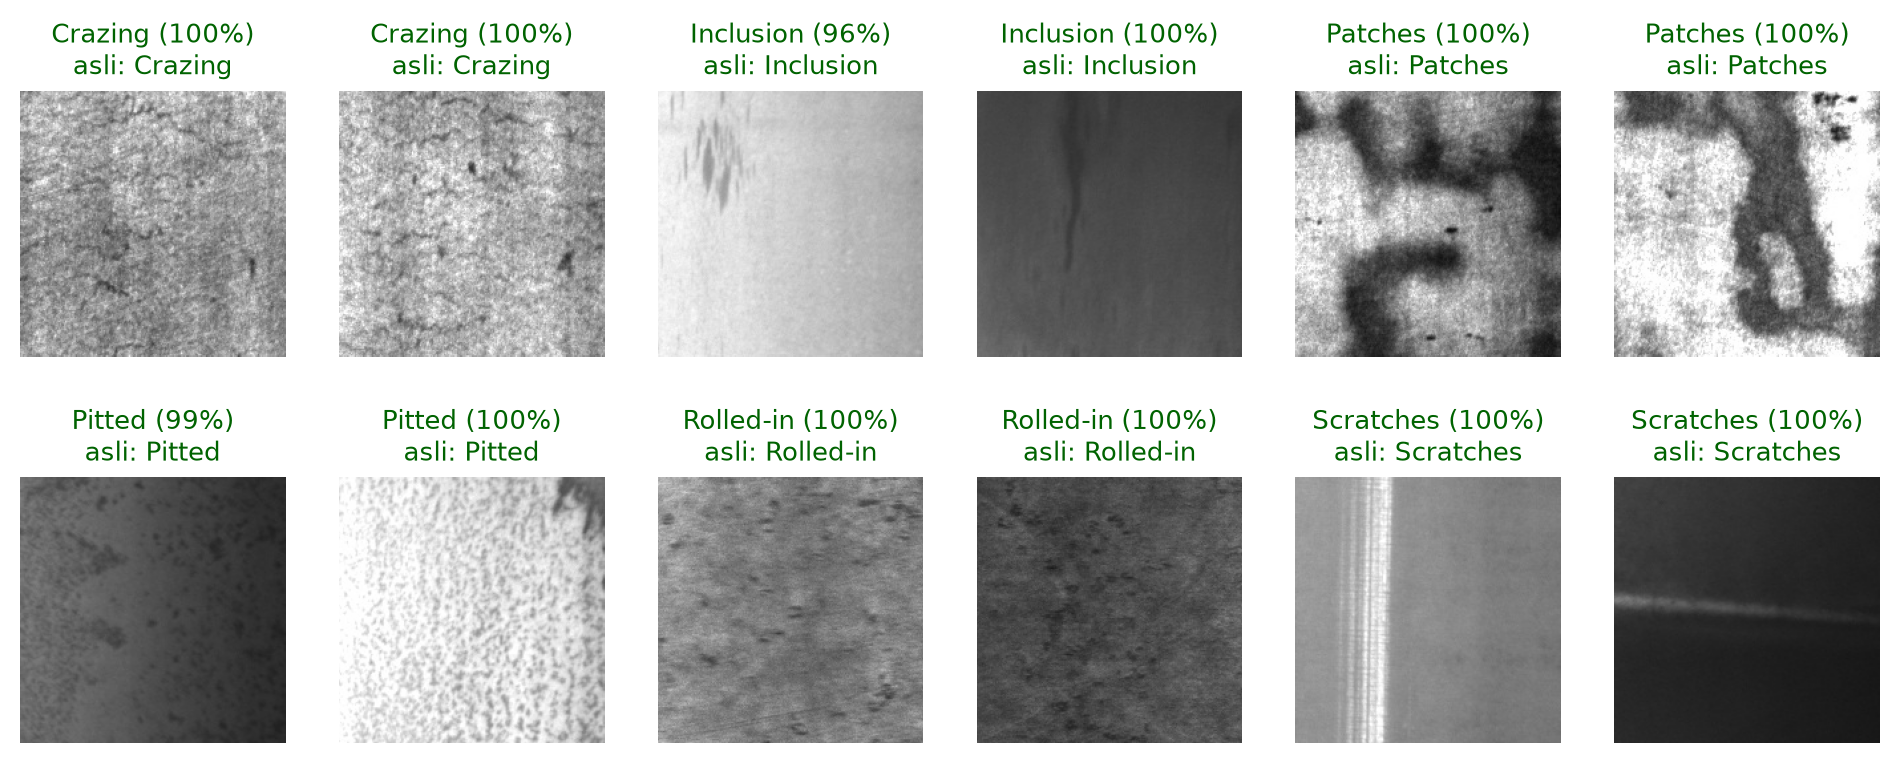 Crazing (100%)
asli: Crazing
Crazing (100%)
asli: Crazing
Inclusion (96%)
asli: Inclusion
Inclusion (100%)
asli: Inclusion
Patches (100%)
asli: Patches
Patches (100%)
asli: Patches
Pitted (99%)
asli: Pitted
Pitted (100%)
asli: Pitted
Rolled-in (100%)
asli: Rolled-in
Rolled-in (100%)
asli: Rolled-in
Scratches (100%)
asli: Scratches
Scratches (100%)
asli: Scratches